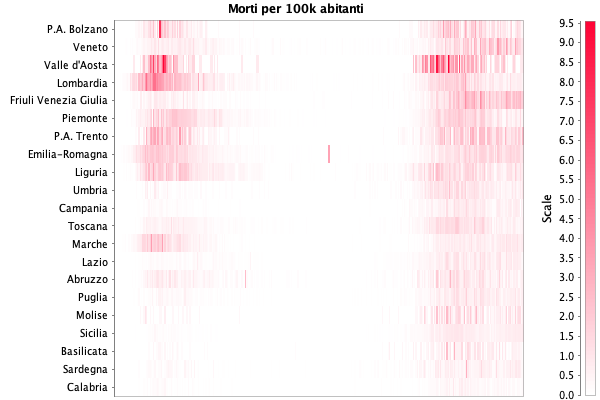 Morti per 100k abitanti
P.A. Bolzano
Veneto
Valle d'Aosta
Lombardia
Friuli Venezia Giulia
Piemonte
P.A. Trento
Emilia-Romagna
Liguria
Umbria
Campania
Toscana
Marche
Lazio
Abruzzo
Puglia
Molise
Sicilia
Basilicata
Sardegna
Calabria
Scale
9.5
9.0
8.5
8.0
7.5
7.0
6.5
6.0
5.5
5.0
4.5
4.0
3.5
3.0
2.5
2.0
1.5
1.0
0.5
0.0